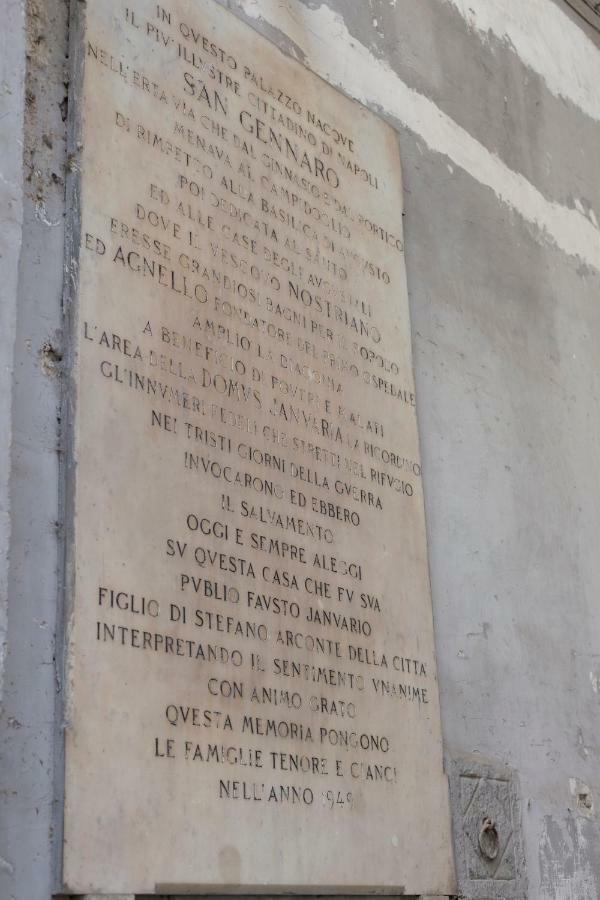 IN QVESTO PALAZZO NACQVE
IL PIV' ILLVSTRE CITTADINO DI NAPOLI
SAN GENNARO
NELL'ERTA VIA CHE DAL GINNASIO E DAL PORTICO
MENAVA AL CAMPIDOGLIO
DI RIMPETTO ALLA BASILICA DI AVGVSTO
POI DEDICATA AL SANTO
ED ALLE CASE DEGLI AVGVSTALI
DOVE IL VESCOVO NOSTRIANO
ERESSE GRANDIOSI BAGNI PER IL POPOLO
ED AGNELLO FONDATORE DEL PRIMO OSPEDALE
AMPLIO LA DIACONIA
A BENEFICIO DI POVERI E MALATI
L'AREA DELLA DOMVS JANVARIA LA RICORDINO
GL'INNVMERI FEDELI CHE STRETTI NEL RIFVGIO
NEI TRISTI GIORNI DELLA GVERRA
INVOCARONO ED EBBERO
IL SALVAMENTO
OGGI E SEMPRE ALEGGI
SV QVESTA CASA CHE FV SVA
PVBLIO FAVSTO JANVARIO
FIGLIO DI STEFANO ARCONTE DELLA CITTA'
INTERPRETANDO IL SENTIMENTO VNANIME
CON ANIMO GRATO
QVESTA MEMORIA PONGONO
LE FAMIGLIE TENORE E CIANCI
NELL'ANNO 1949